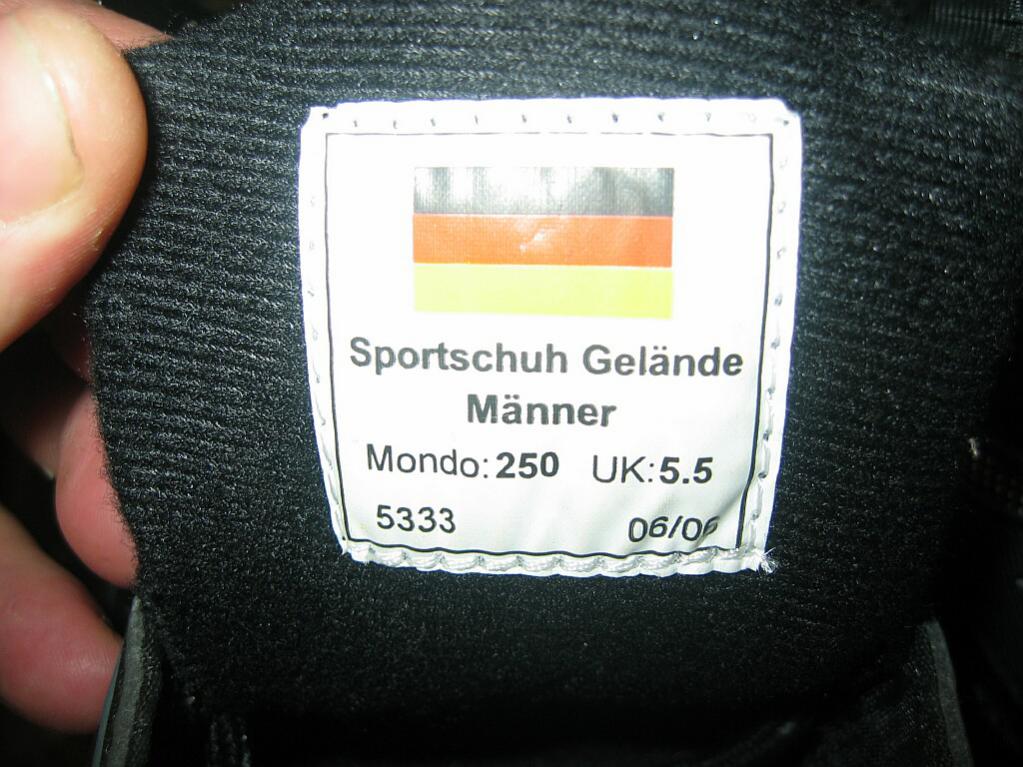 Sportschuh Gelände
Männer
Mondo: 250 UK: 5.5
5333 06/06